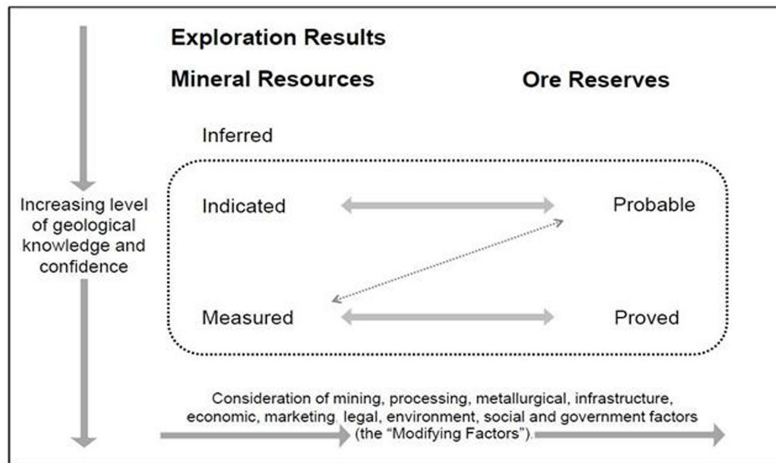 Exploration Results
Mineral Resources
Ore Reserves
Inferred
Increasing level
of geological
knowledge and
confidence
Indicated
Probable
Measured
Proved
Consideration of mining, processing, metallurgical, infrastructure,
economic, marketing, legal, environment, social and government factors
(the “Modifying Factors”).